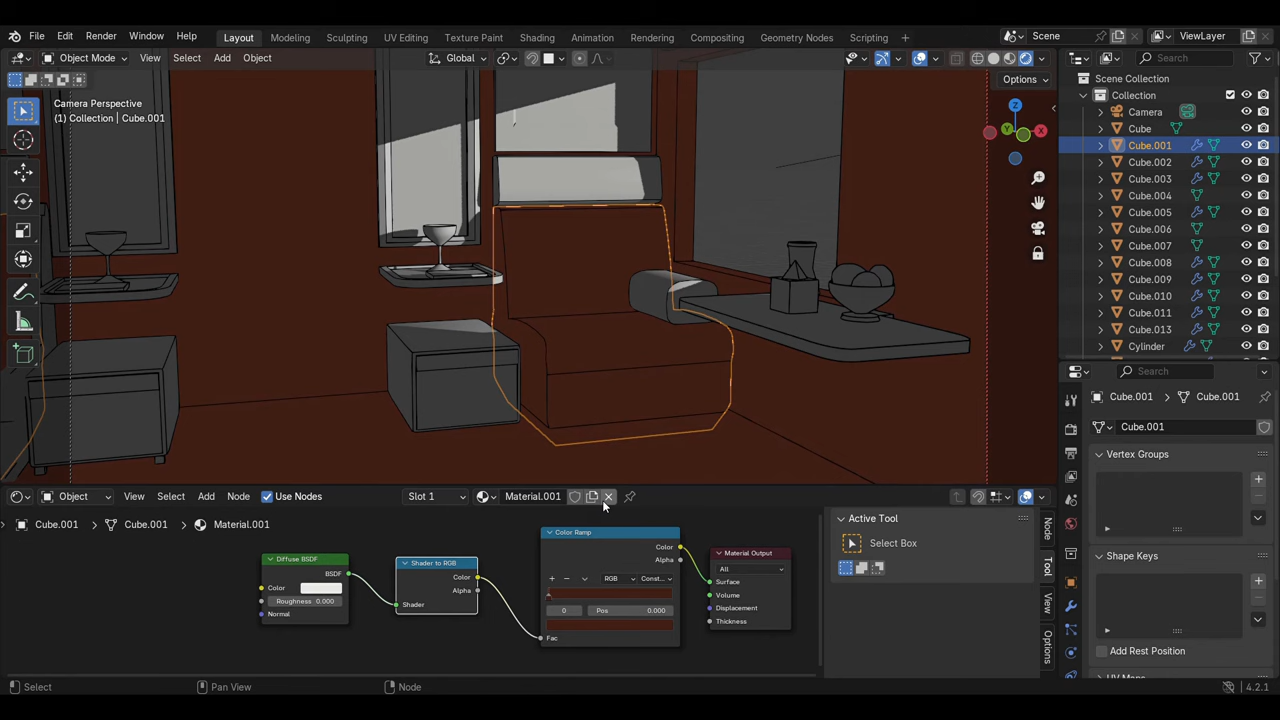 File Edit Render Window Help Layout Modeling Sculpting UV Editing Texture Paint Shading Animation Rendering Compositing Geometry Nodes Scripting Scene ViewLayer
Object Mode View Select Add Object Global Search
Options
Camera Perspective
(1) Collection | Cube.001
Z
Y
X
Scene Collection
Collection
Camera
Cube
Cube.001
Cube.002
Cube.003
Cube.004
Cube.005
Cube.006
Cube.007
Cube.008
Cube.009
Cube.010
Cube.011
Cube.013
Cylinder
Search
Cube.001 Cube.001
Cube.001
Vertex Groups
Shape Keys
Add Rest Position
Object View Select Add Node Use Nodes Slot 1 Material.001
Cube.001 Cube.001 Material.001
Diffuse BSDF
BSDF
Color
Roughness 0.000
Normal
Shader to RGB
Color
Alpha
Shader
Color Ramp
Color
Alpha
RGB Const...
0 Pos 0.000
Fac
Material Output
All
Surface
Volume
Displacement
Thickness
Active Tool
Select Box
Node
Tool
View
Options
Select Pan View Node 4.2.1